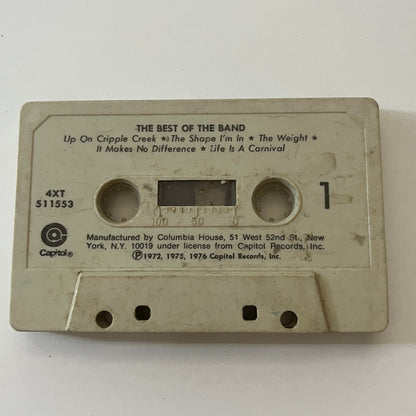 THE BEST OF THE BAND
Up On Cripple Creek ★ The Shape I'm In ★ The Weight ★
It Makes No Difference ★ Life Is A Carnival
4XT
511553
1
100 50 0
Capitol®
Manufactured by Columbia House, 51 West 52nd St., New
York, N.Y. 10019 under license from Capitol Records, Inc.
Ⓟ1972, 1975, 1976 Capitol Records, Inc.